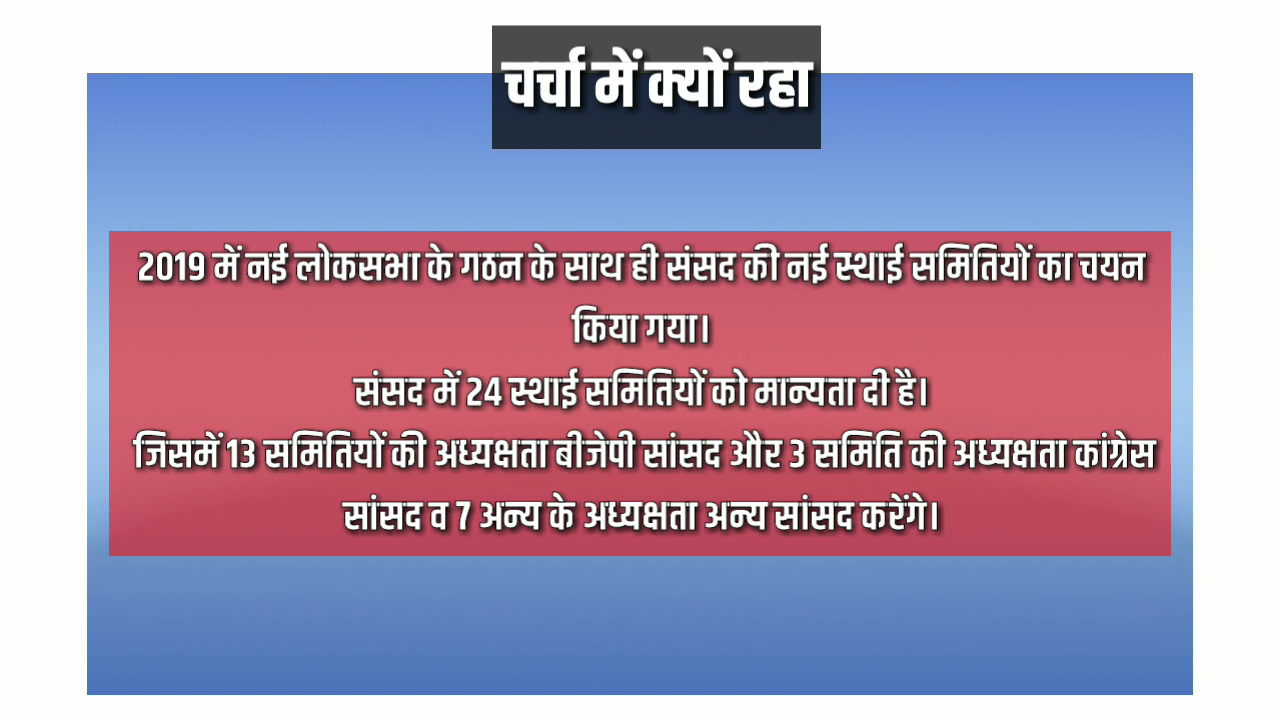 चर्चा में क्यों रहा
2019 में नई लोकसभा के गठन के साथ ही संसद की नई स्थाई समितियों का चयन
किया गया।
संसद में 24 स्थाई समितियों को मान्यता दी है।
जिसमें 13 समितियों की अध्यक्षता बीजेपी सांसद और 3 समिति की अध्यक्षता कांग्रेस
सांसद व 7 अन्य के अध्यक्षता अन्य सांसद करेंगे।